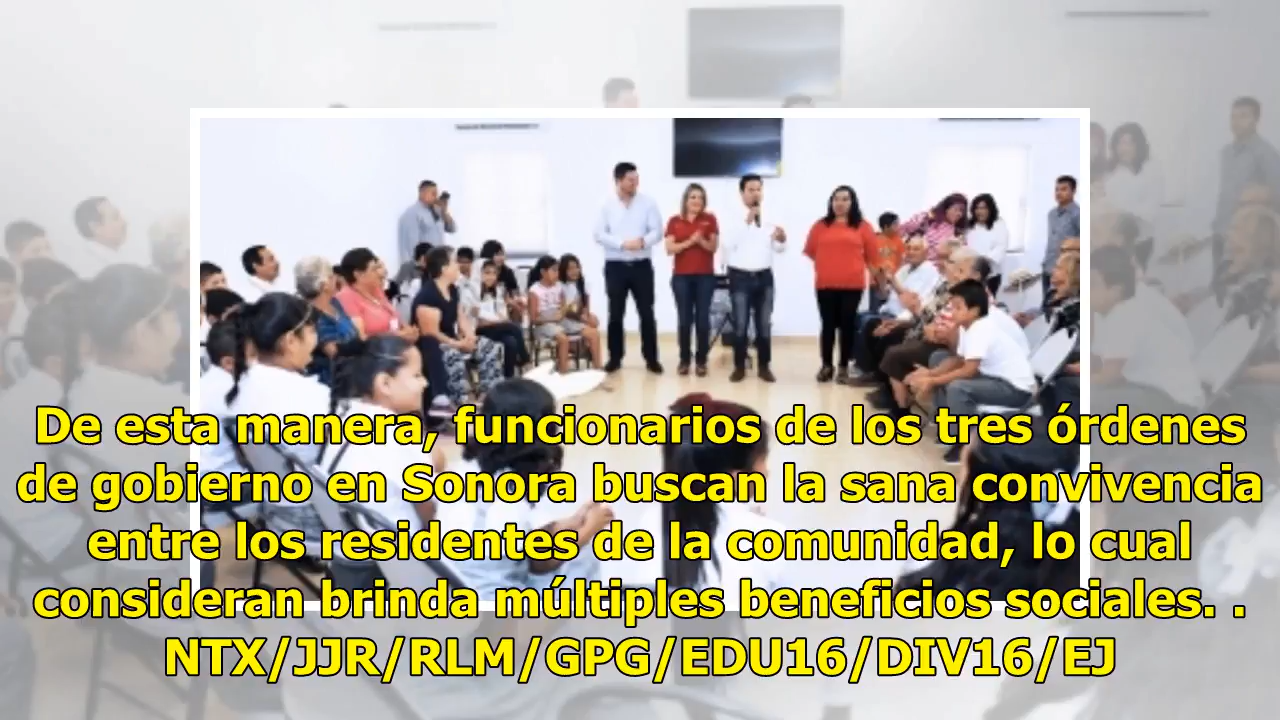 De esta manera, funcionarios de los tres órdenes
de gobierno en Sonora buscan la sana convivencia
entre los residentes de la comunidad, lo cual
consideran brinda múltiples beneficios sociales. .
NTX/JJR/RLM/GPG/EDU16/DIV16/EJ